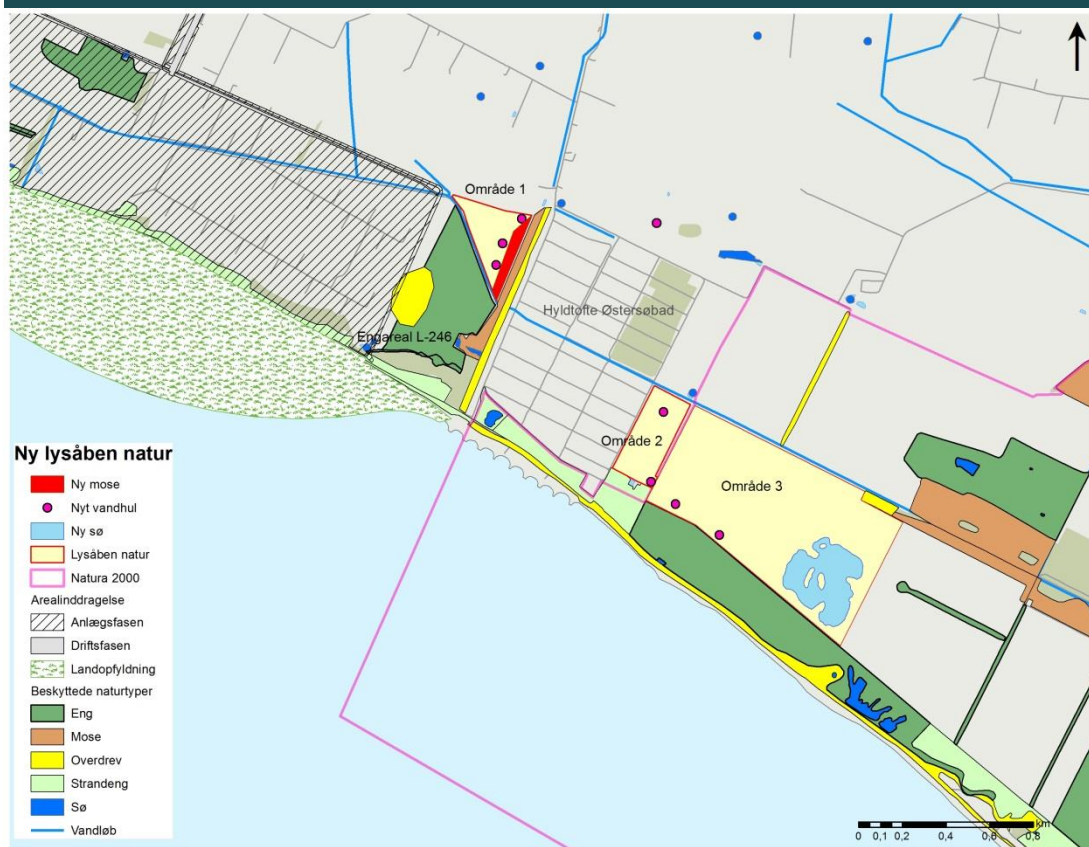 Område 1
Hyldtofte Østersøbad
Engareal L-246
Område 2
Område 3
Ny lysåben natur
Ny mose
Nyt vandhul
Ny sø
Lysåben natur
Natura 2000
Arealinddragelse
Anlægsfasen
Driftsfasen
Landopfyldning
Beskyttede naturtyper
Eng
Mose
Overdrev
Strandeng
Sø
Vandløb
km
0 0,1 0,2 0,4 0,6 0,8